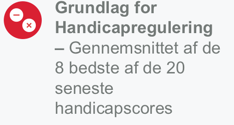 Grundlag for
Handicapregulering
– Gennemsnittet af de
8 bedste af de 20
seneste
handicapscores